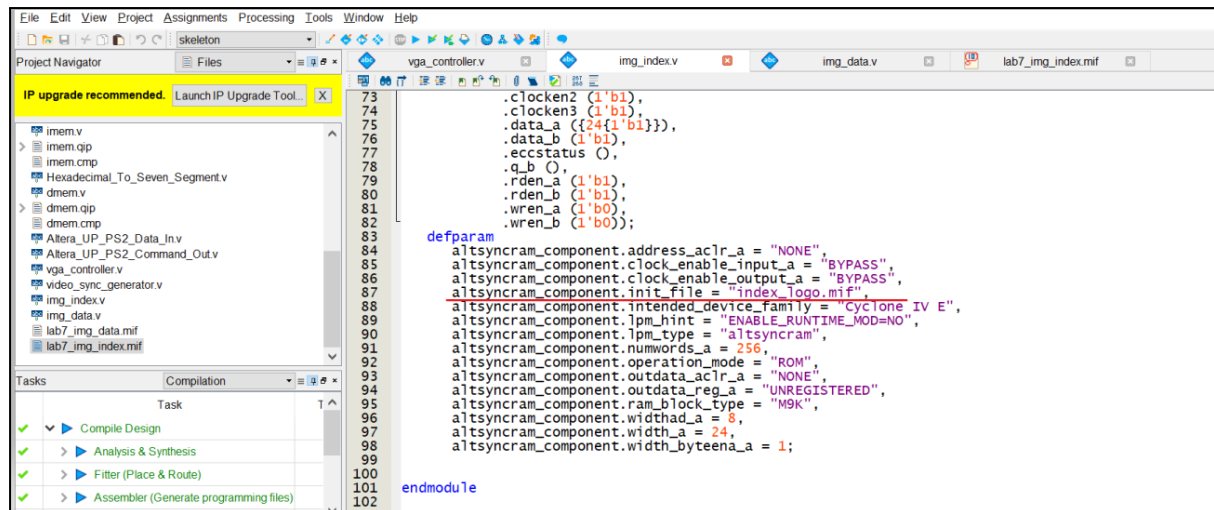 File Edit View Project Assignments Processing Tools Window Help
skeleton
Project Navigator Files
IP upgrade recommended. Launch IP Upgrade Tool... X
imem.v
imem.qip
imem.cmp
Hexadecimal_To_Seven_Segment.v
dmem.v
dmem.qip
dmem.cmp
Altera_UP_PS2_Data_In.v
Altera_UP_PS2_Command_Out.v
vga_controller.v
video_sync_generator.v
img_index.v
img_data.v
lab7_img_data.mif
lab7_img_index.mif
Tasks Compilation
Task
Compile Design
Analysis & Synthesis
Fitter (Place & Route)
Assembler (Generate programming files)
vga_controller.v img_index.v img_data.v lab7_img_index.mif
73 .clocken2 (1'b1),
74 .clocken3 (1'b1),
75 .data_a ({24{1'b1}}),
76 .data_b (1'b1),
77 .eccstatus (),
78 .q_b (),
79 .rden_a (1'b1),
80 .rden_b (1'b1),
81 .wren_a (1'b0),
82 .wren_b (1'b0));
83 defparam
84 altsyncram_component.address_aclr_a = "NONE",
85 altsyncram_component.clock_enable_input_a = "BYPASS",
86 altsyncram_component.clock_enable_output_a = "BYPASS",
87 altsyncram_component.init_file = "index_logo.mif",
88 altsyncram_component.intended_device_family = "Cyclone IV E",
89 altsyncram_component.lpm_hint = "ENABLE_RUNTIME_MOD=NO",
90 altsyncram_component.lpm_type = "altsyncram",
91 altsyncram_component.numwords_a = 256,
92 altsyncram_component.operation_mode = "ROM",
93 altsyncram_component.outdata_aclr_a = "NONE",
94 altsyncram_component.outdata_reg_a = "UNREGISTERED",
95 altsyncram_component.ram_block_type = "M9K",
96 altsyncram_component.widthad_a = 8,
97 altsyncram_component.width_a = 24,
98 altsyncram_component.width_byteena_a = 1;
99
100
101 endmodule
102